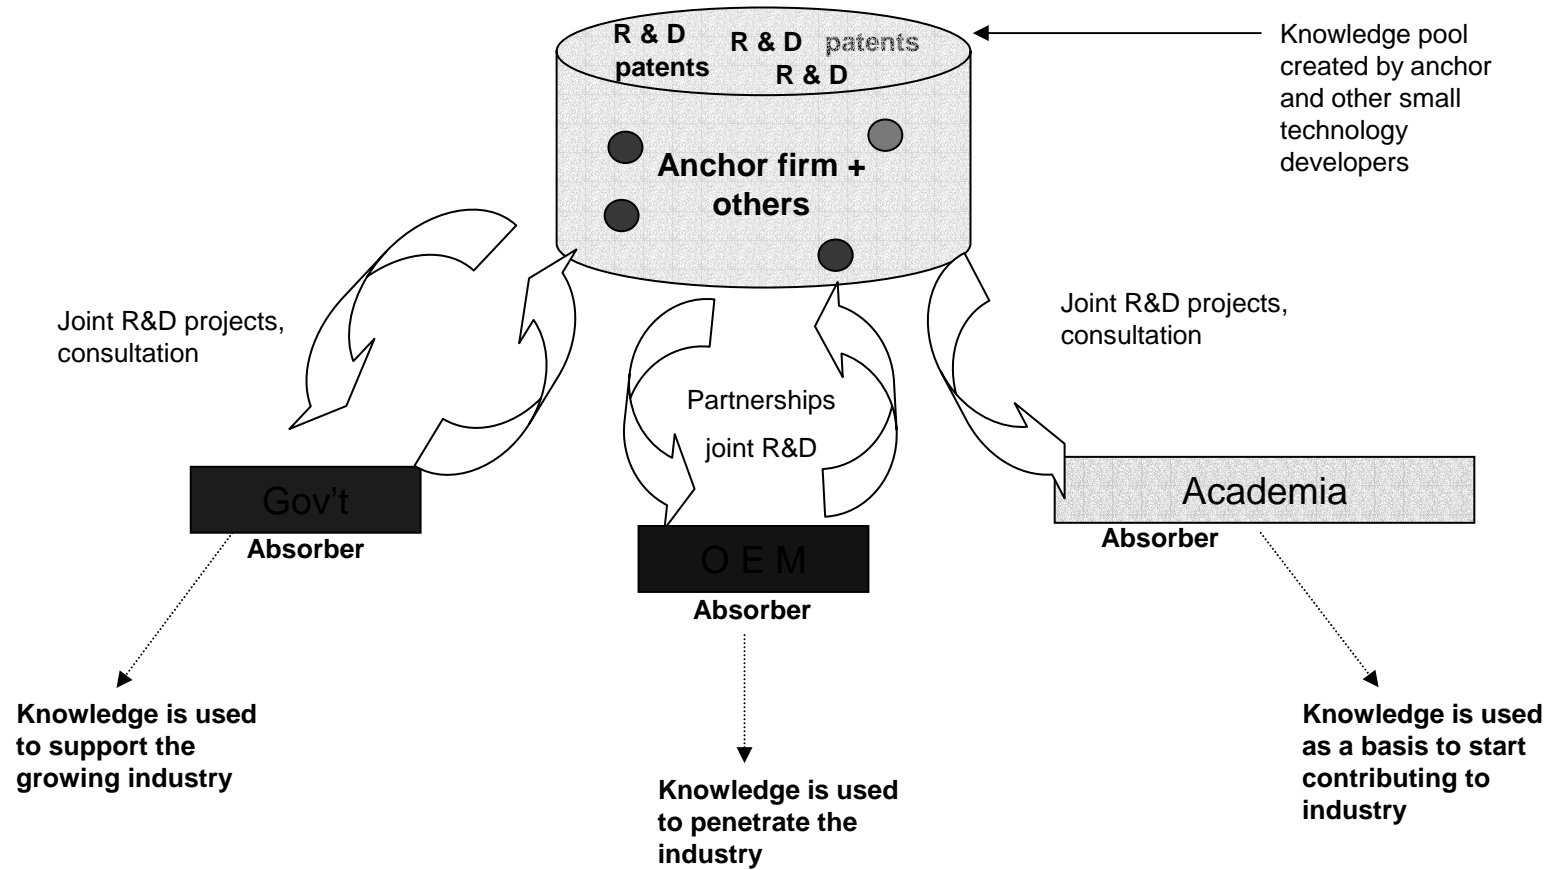 R & D
R & D patents
patents
R & D
Knowledge pool
created by anchor
and other small
technology
developers
Anchor firm +
others
Joint R&D projects,
consultation
Joint R&D projects,
consultation
Partnerships
joint R&D
Gov't
Absorber
O E M
Absorber
Academia
Absorber
Knowledge is used
to support the
growing industry
Knowledge is used
to penetrate the
industry
Knowledge is used
as a basis to start
contributing to
industry